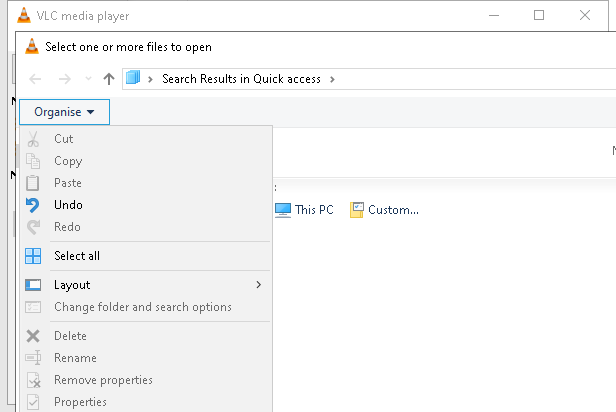 VLC media player
Select one or more files to open
Search Results in Quick access
Organise
Cut
Copy
Paste
Undo
This PC Custom...
Redo
Select all
Layout
Change folder and search options
Delete
Rename
Remove properties
Properties